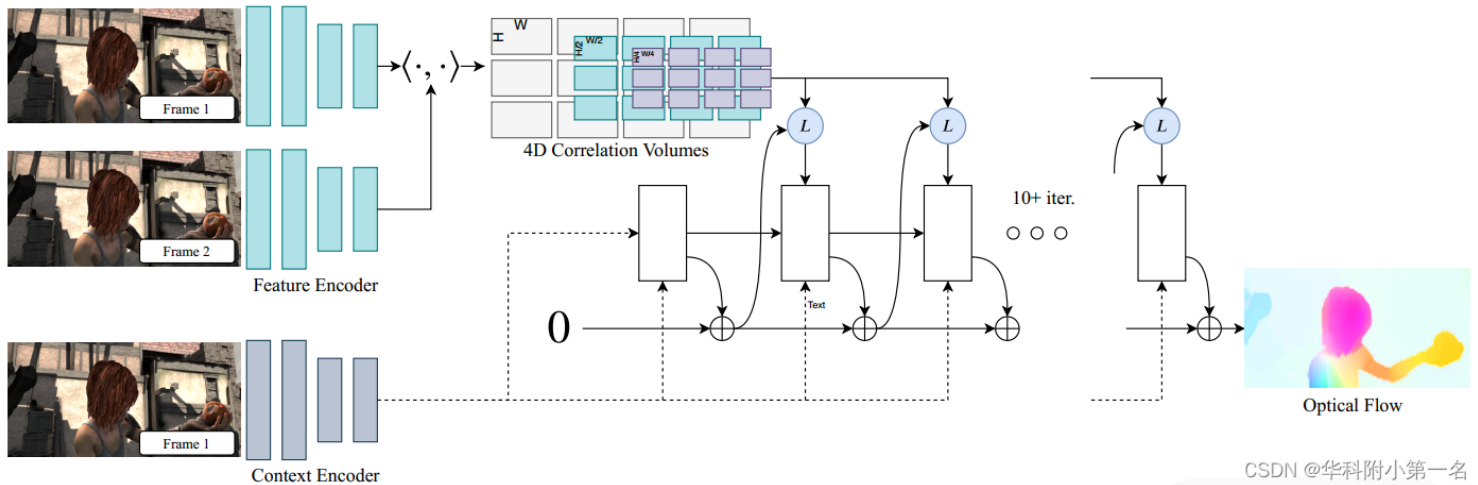 Frame 1
Frame 2
Feature Encoder
Frame 1
Context Encoder
⟨·, ·⟩
H W
H/2 W/2
H/4 W/4
4D Correlation Volumes
L
L
L
10+ iter.
Text
0
Optical Flow
CSDN @华科附小第一名